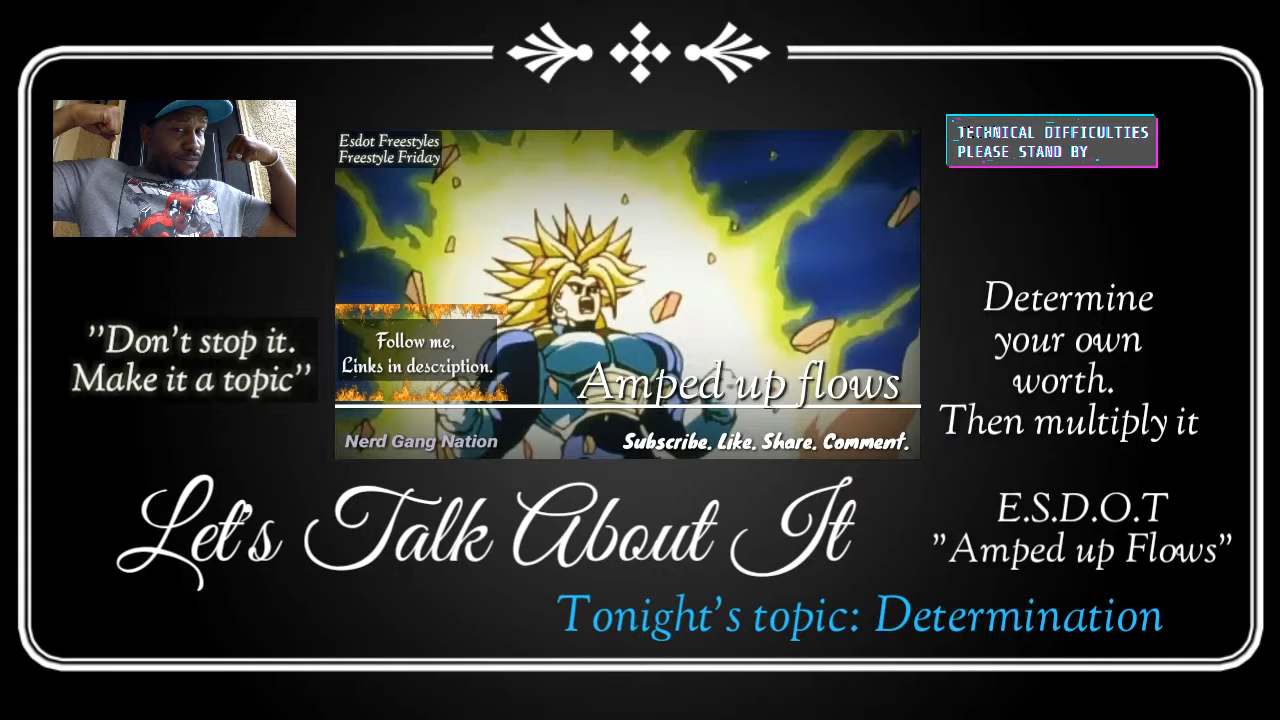 Esdot Freestyles
Freestyle Friday
TECHNICAL DIFFICULTIES
PLEASE STAND BY
"Don't stop it.
Make it a topic"
Follow me,
Links in description.
Amped up flows
Nerd Gang Nation
Subscribe. Like. Share. Comment.
Determine
your own
worth.
Then multiply it
Let's Talk About It
E.S.D.O.T
"Amped up Flows"
Tonight's topic: Determination